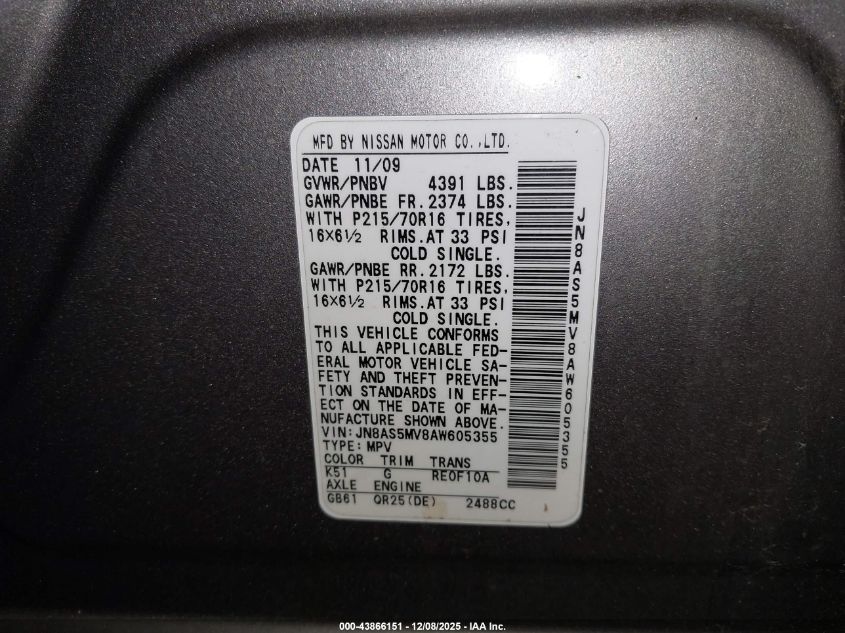 MFD BY NISSAN MOTOR CO.,LTD.
DATE 11/09
GVWR/PNBV 4391 LBS.
GAWR/PNBE FR. 2374 LBS.
WITH P215/70R16 TIRES,
16×6½ RIMS.AT 33 PSI
COLD SINGLE.
GAWR/PNBE RR. 2172 LBS.
WITH P215/70R16 TIRES,
16×6½ RIMS.AT 33 PSI
COLD SINGLE.
THIS VEHICLE CONFORMS
TO ALL APPLICABLE FED-
ERAL MOTOR VEHICLE SA-
FETY AND THEFT PREVEN-
TION STANDARDS IN EFF-
ECT ON THE DATE OF MA-
NUFACTURE SHOWN ABOVE.
VIN: JN8AS5MV8AW605355
TYPE: MPV
COLOR TRIM TRANS
K51 G RE0F10A
AXLE ENGINE
GB61 QR25(DE) 2488CC
JN8AS5MV8AW605355
000-43866151 - 12/08/2025 - IAA Inc.